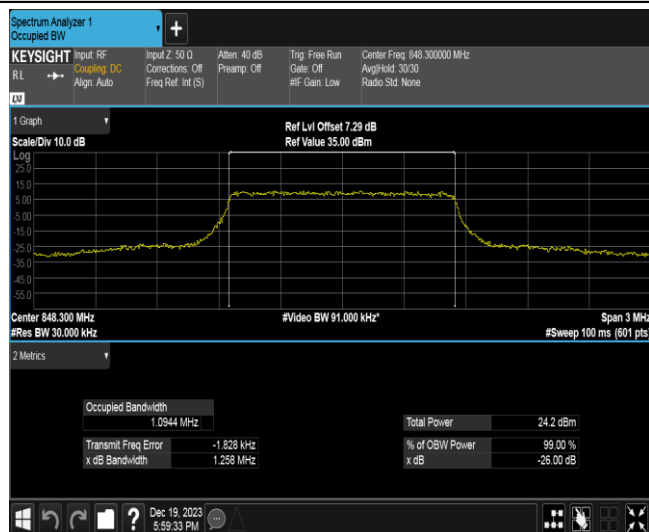 Spectrum Analyzer 1
Occupied BW
+
KEYSIGHT Input: RF Input Z: 50 Ω Atten: 40 dB Trig: Free Run Center Freq: 848.300000 MHz
RL Coupling: DC Corrections: Off Preamp: Off Gate: Off Avg|Hold: 30/30
Align: Auto Freq Ref: Int (S) #IF Gain: Low Radio Std: None
LXI
1 Graph
Ref Lvl Offset 7.29 dB
Scale/Div 10.0 dB Ref Value 35.00 dBm
Log
25.0
15.0
5.00
-5.00
-15.0
-25.0
-35.0
-45.0
-55.0
Center 848.300 MHz #Video BW 91.000 kHz* Span 3 MHz
#Res BW 30.000 kHz #Sweep 100 ms (601 pts)
2 Metrics
Occupied Bandwidth
1.0944 MHz Total Power 24.2 dBm
Transmit Freq Error -1.828 kHz % of OBW Power 99.00 %
x dB Bandwidth 1.258 MHz x dB -26.00 dB
? Dec 19, 2023
5:59:33 PM